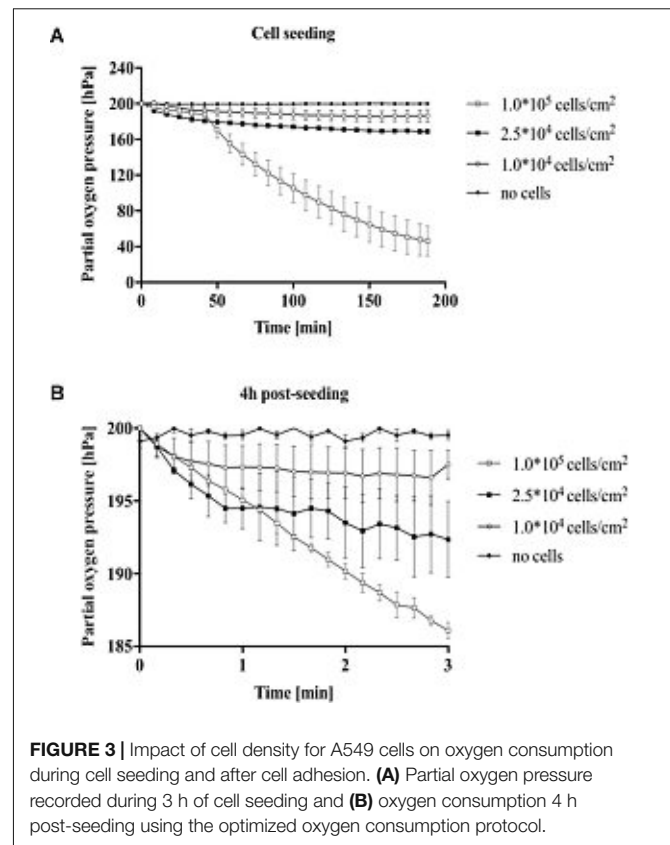 A
Cell seeding
Partial oxygen pressure [hPa]
240
200
160
120
80
40
0
0
50
100
150
200
Time [min]
1.0*10⁵ cells/cm²
2.5*10⁴ cells/cm²
1.0*10⁴ cells/cm²
no cells
B
4h post-seeding
Partial oxygen pressure [hPa]
200
195
190
185
0
1
2
3
Time [min]
1.0*10⁵ cells/cm²
2.5*10⁴ cells/cm²
1.0*10⁴ cells/cm²
no cells
FIGURE 3 | Impact of cell density for A549 cells on oxygen consumption
during cell seeding and after cell adhesion. (A) Partial oxygen pressure
recorded during 3 h of cell seeding and (B) oxygen consumption 4 h
post-seeding using the optimized oxygen consumption protocol.